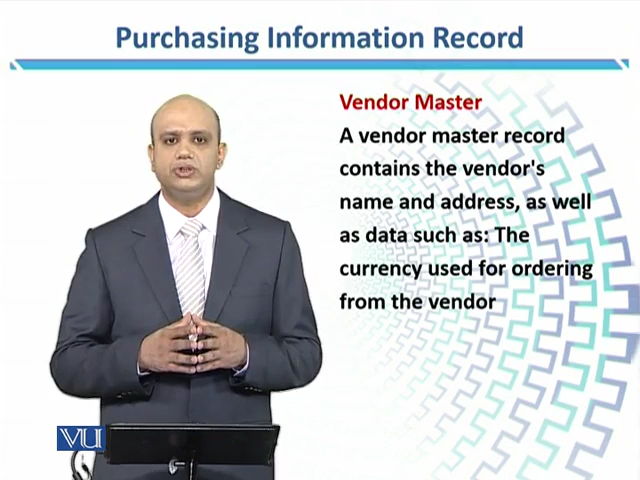 Purchasing Information Record
Vendor Master
A vendor master record
contains the vendor's
name and address, as well
as data such as: The
currency used for ordering
from the vendor
VU